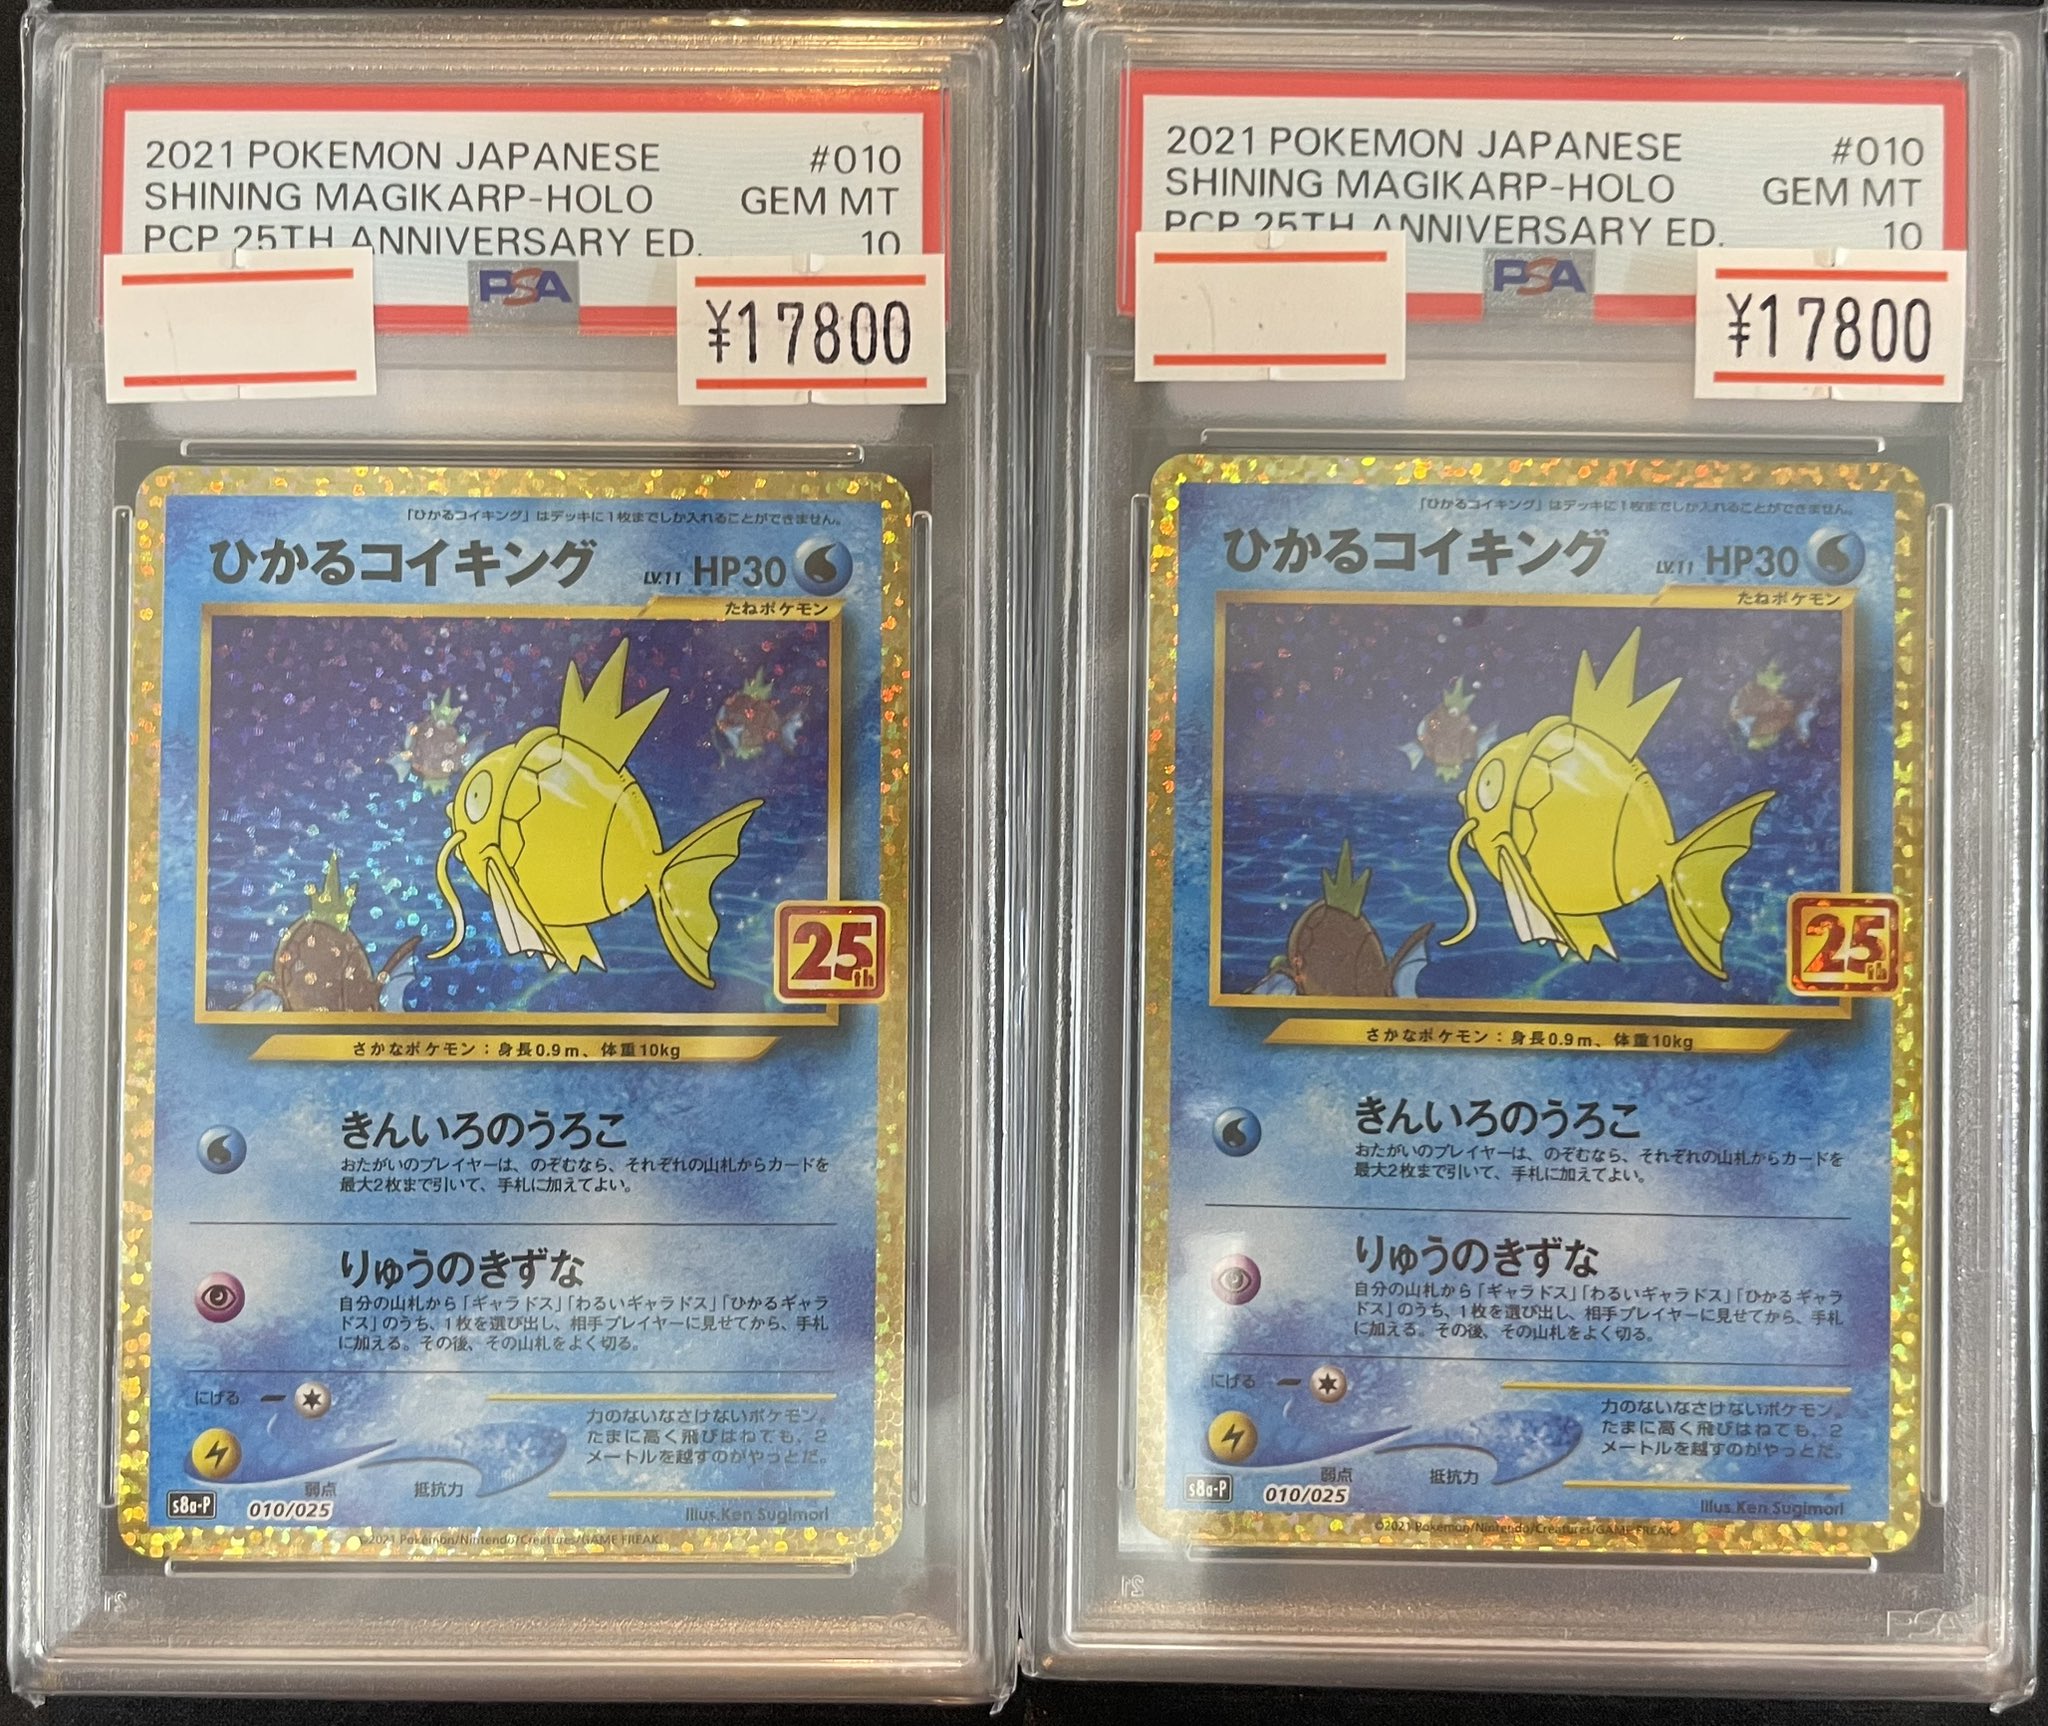 2021 POKEMON JAPANESE #010
SHINING MAGIKARP-HOLO GEM MT
PCP 25TH ANNIVERSARY ED. 10
PSA
¥17800
「ひかるコイキング」はデッキに1枚までしか入れることができません。
ひかるコイキング LV.11 HP30
たねポケモン
25th
さかなポケモン：身長0.9m、体重10kg
きんいろのうろこ
おたがいのプレイヤーは、のぞむなら、それぞれの山札からカードを
最大2枚まで引いて、手札に加えてよい。
りゅうのきずな
自分の山札から「ギャラドス」「わるいギャラドス」「ひかるギャラ
ドス」のうち、1枚を選び出し、相手プレイヤーに見せてから、手札
に加える。その後、その山札をよく切る。
にげる
力のないなさけないポケモン。
たまに高く飛びはねても、2
メートルを越すのがやっとだ。
弱点 抵抗力
s8a-P 010/025
Illus.Ken Sugimori
©2021 Pokémon/Nintendo/Creatures/GAME FREAK.
2021 POKEMON JAPANESE #010
SHINING MAGIKARP-HOLO GEM MT
PCP 25TH ANNIVERSARY ED. 10
PSA
¥17800
「ひかるコイキング」はデッキに1枚までしか入れることができません。
ひかるコイキング LV.11 HP30
たねポケモン
25th
さかなポケモン：身長0.9m、体重10kg
きんいろのうろこ
おたがいのプレイヤーは、のぞむなら、それぞれの山札からカードを
最大2枚まで引いて、手札に加えてよい。
りゅうのきずな
自分の山札から「ギャラドス」「わるいギャラドス」「ひかるギャラ
ドス」のうち、1枚を選び出し、相手プレイヤーに見せてから、手札
に加える。その後、その山札をよく切る。
にげる
力のないなさけないポケモン。
たまに高く飛びはねても、2
メートルを越すのがやっとだ。
弱点 抵抗力
s8a-P 010/025
Illus.Ken Sugimori
©2021 Pokémon/Nintendo/Creatures/GAME FREAK.
PSA